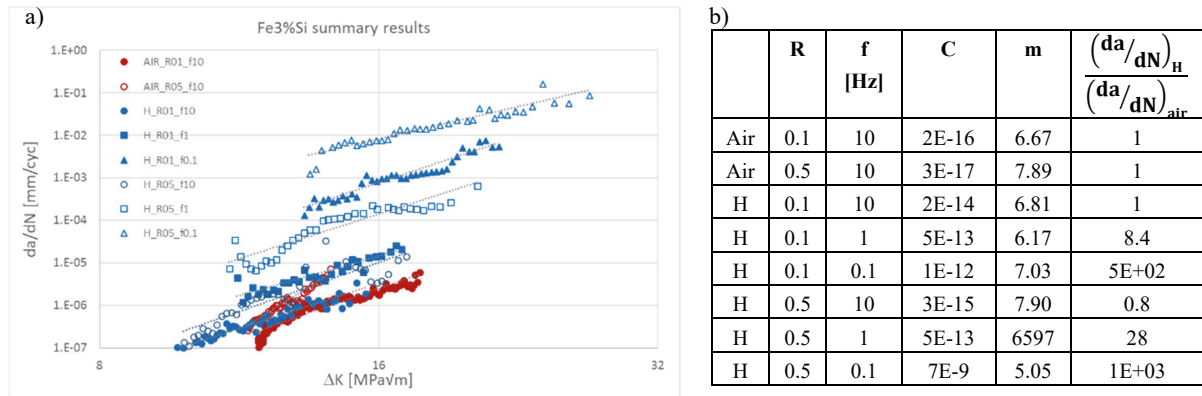 a)
Fe3%Si summary results
da/dN [mm/cyc]
1.E+00
1.E-01
1.E-02
1.E-03
1.E-04
1.E-05
1.E-06
1.E-07
AIR_R01_f10
AIR_R05_f10
H_R01_f10
H_R01_f1
H_R01_f0.1
H_R05_f10
H_R05_f1
H_R05_f0.1
8 16 32
ΔK [MPa√m]
b)
R f [Hz] C m (da/dN)H / (da/dN)air
Air 0.1 10 2E-16 6.67 1
Air 0.5 10 3E-17 7.89 1
H 0.1 10 2E-14 6.81 1
H 0.1 1 5E-13 6.17 8.4
H 0.1 0.1 1E-12 7.03 5E+02
H 0.5 10 3E-15 7.90 0.8
H 0.5 1 5E-13 6597 28
H 0.5 0.1 7E-9 5.05 1E+03